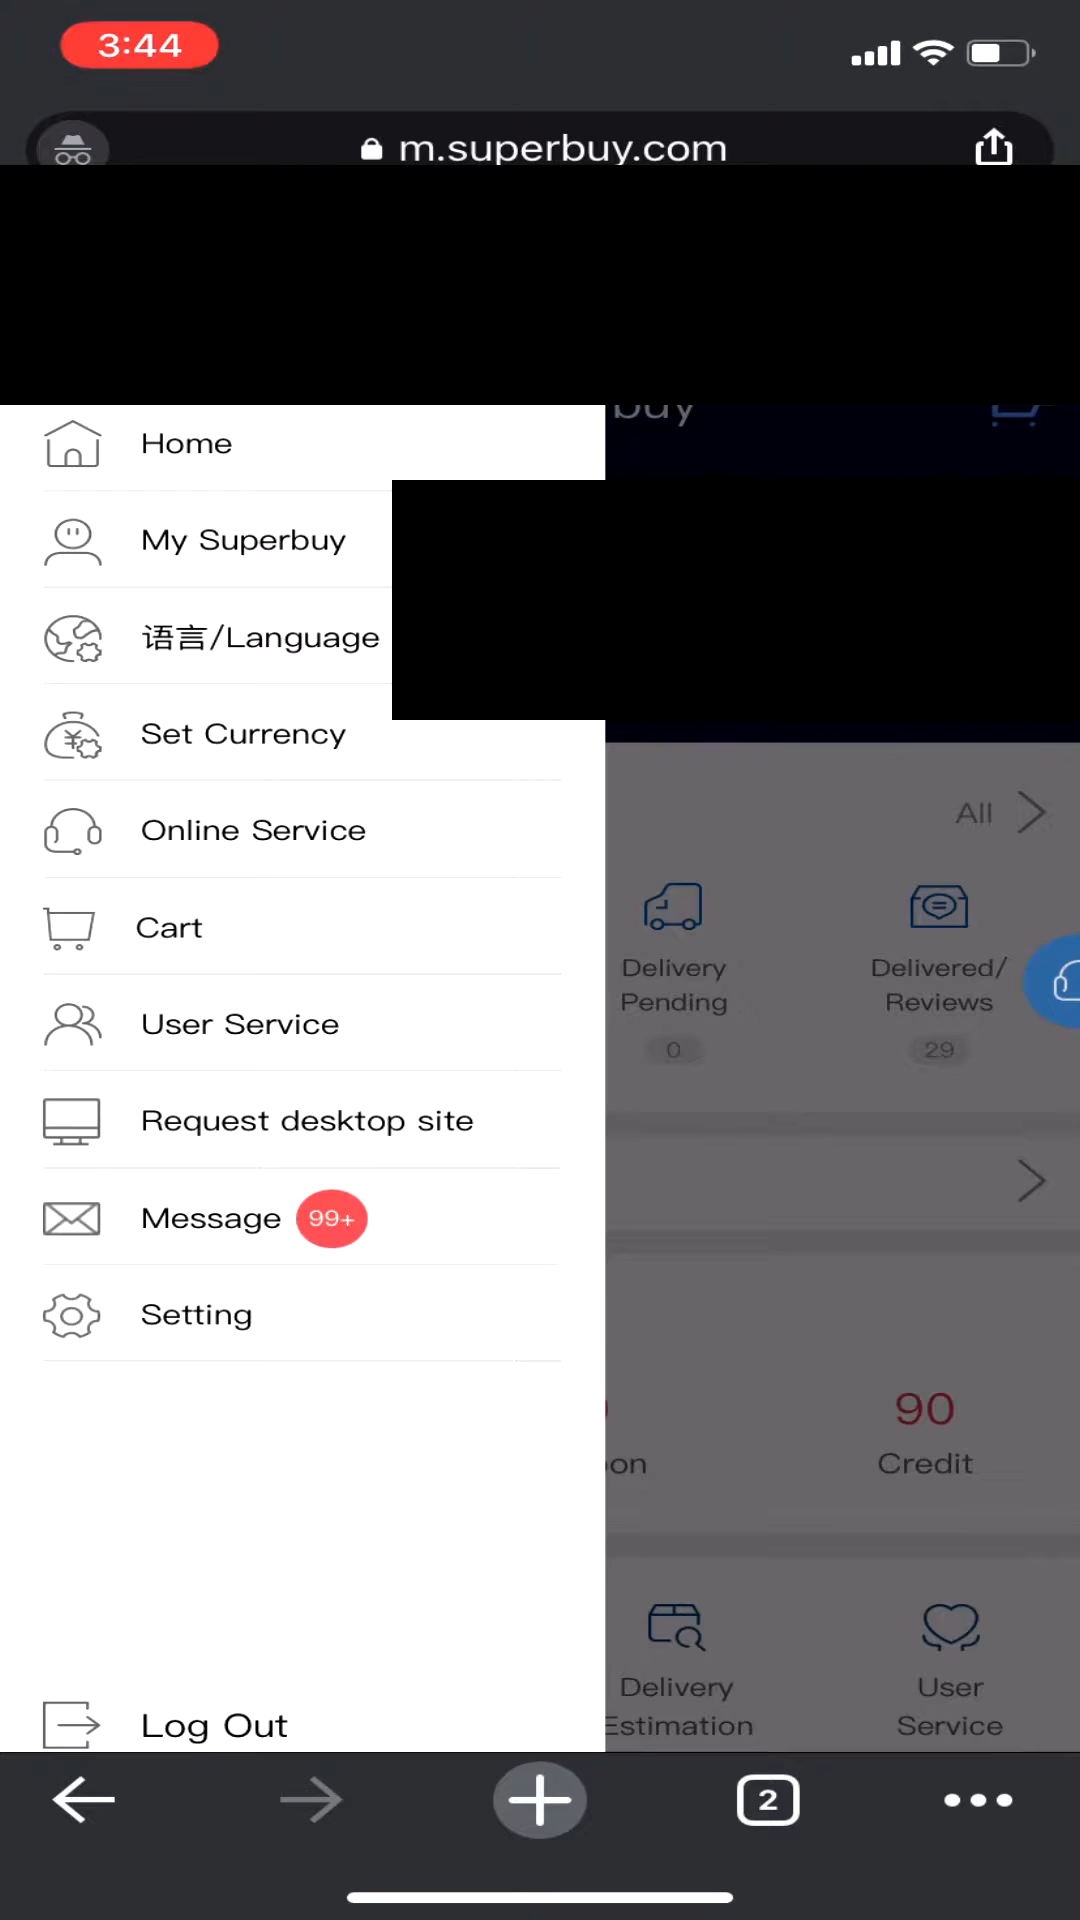 3:44
m.superbuy.com
buy
Home
My Superbuy
语言/Language
Set Currency
Online Service
Cart
User Service
Request desktop site
Message 99+
Setting
Log Out
All
Delivery
Pending
0
Delivered/
Reviews
29
on
90
Credit
Delivery
Estimation
User
Service
2